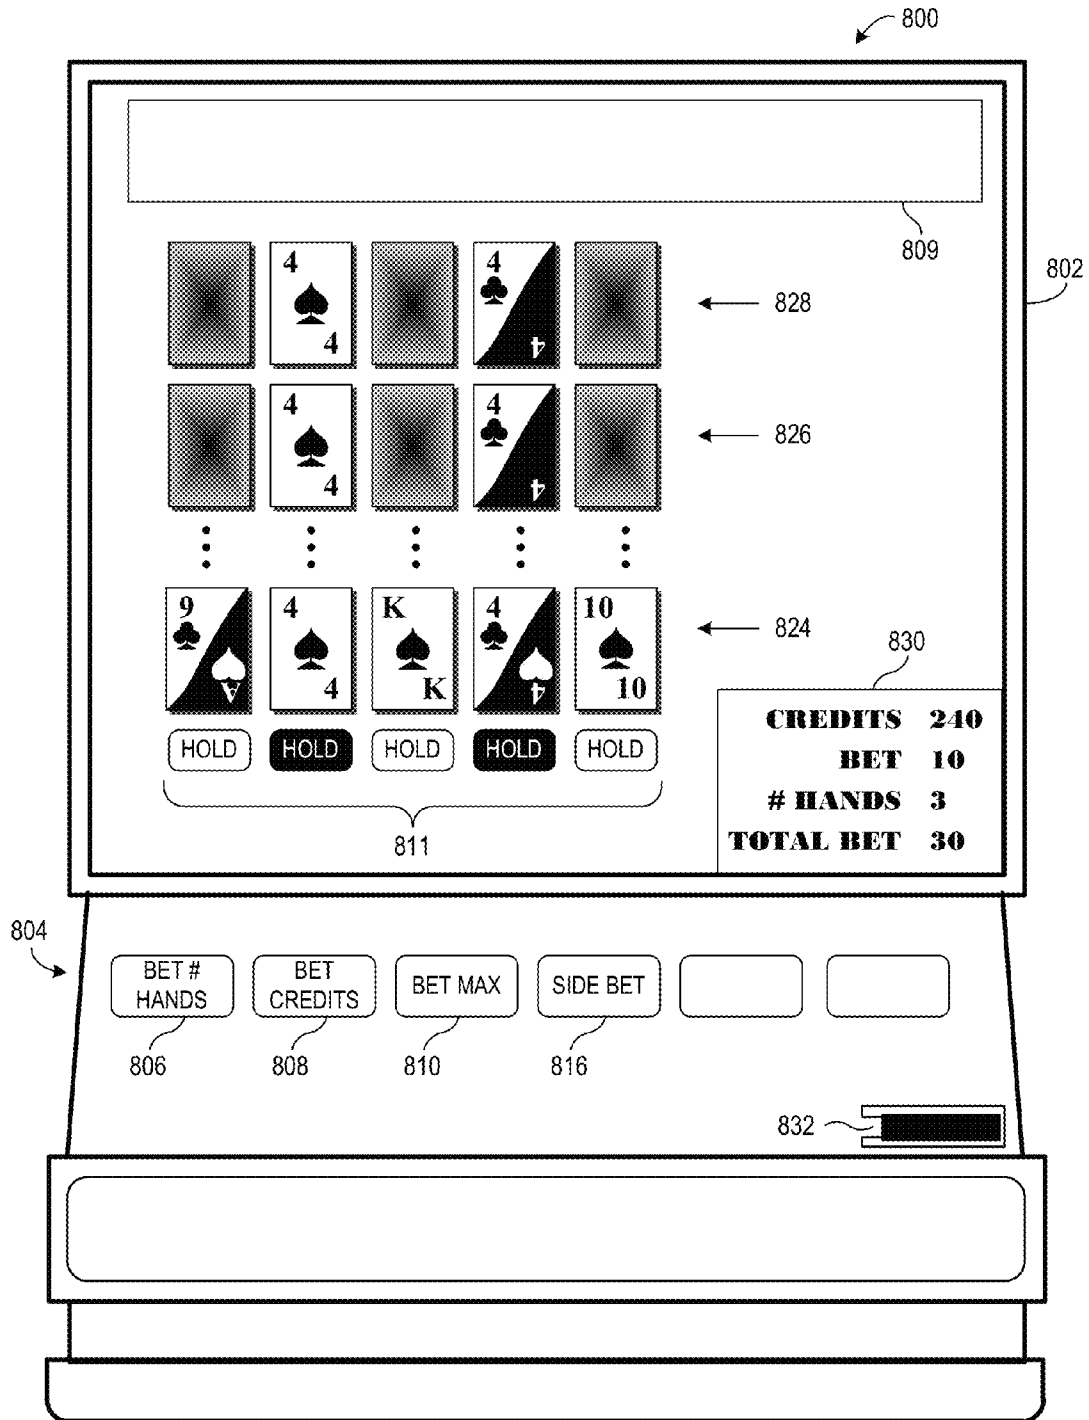 800
809
802
4 4
4 4
828
4 4
4 4
826
9 4 K 4 10
A 4 K 4 10
824
830
HOLD HOLD HOLD HOLD HOLD
811
CREDITS 240
BET 10
# HANDS 3
TOTAL BET 30
804
BET #
HANDS
BET
CREDITS
BET MAX
SIDE BET
806
808
810
816
832